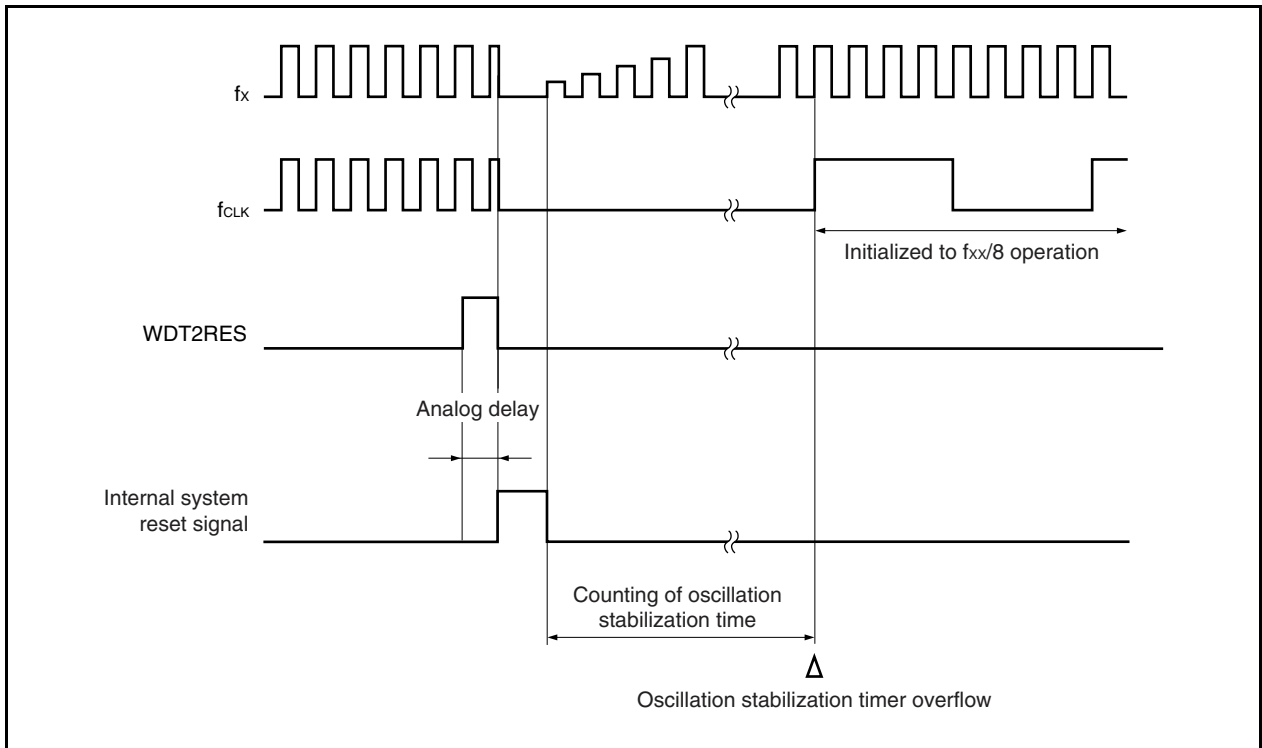 fX
fCLK
Initialized to fXX/8 operation
WDT2RES
Analog delay
Internal system
reset signal
Counting of oscillation
stabilization time
Oscillation stabilization timer overflow